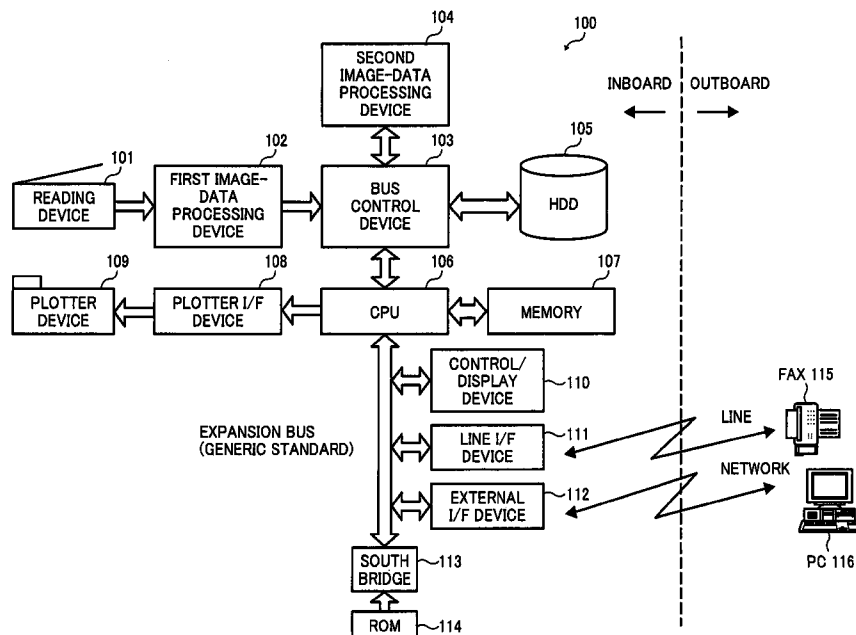 104
100
SECOND
IMAGE-DATA
PROCESSING
DEVICE
INBOARD
OUTBOARD
101
102
103
105
READING
DEVICE
FIRST IMAGE-
DATA
PROCESSING
DEVICE
BUS
CONTROL
DEVICE
HDD
109
108
106
107
PLOTTER
DEVICE
PLOTTER I/F
DEVICE
CPU
MEMORY
CONTROL/
DISPLAY
DEVICE
110
FAX 115
EXPANSION BUS
(GENERIC STANDARD)
LINE I/F
DEVICE
111
LINE
EXTERNAL
I/F DEVICE
112
NETWORK
PC 116
SOUTH
BRIDGE
113
ROM
114